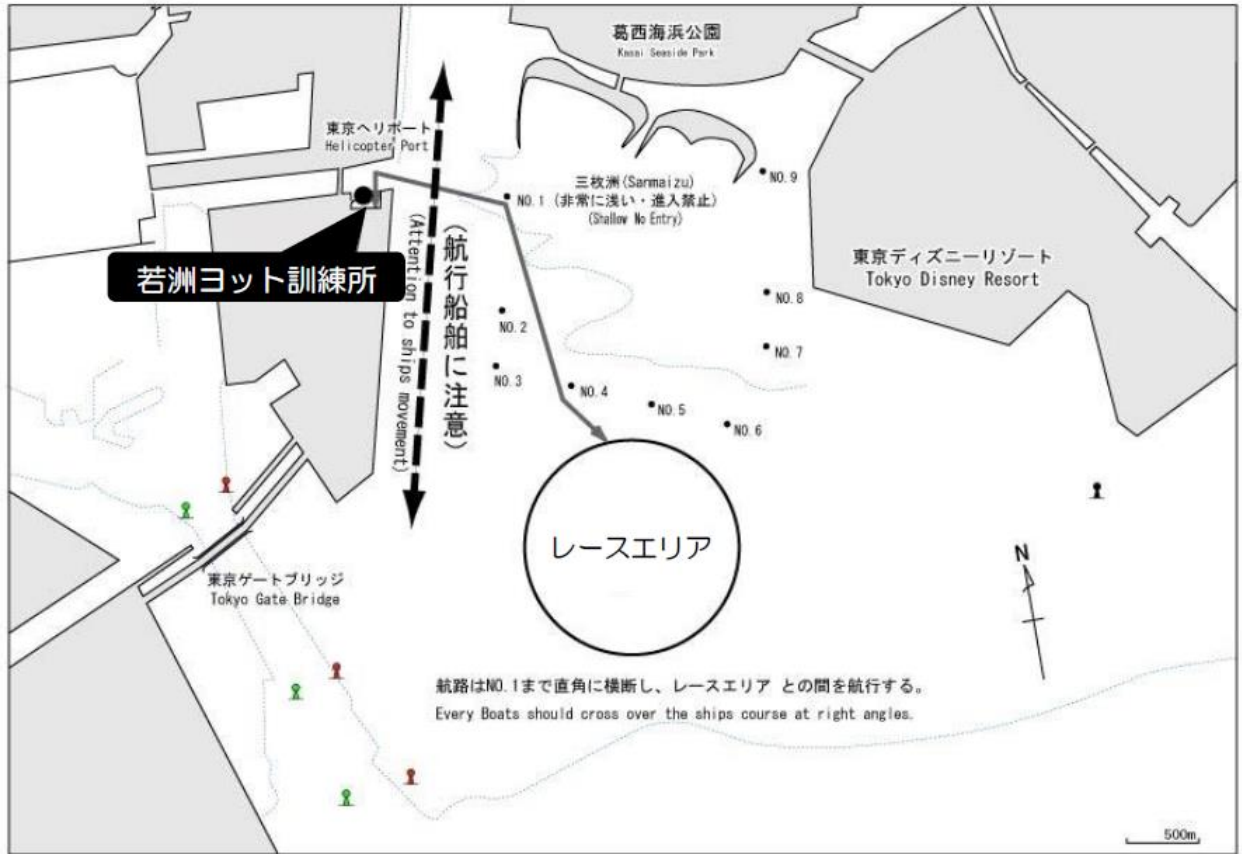 葛西海浜公園
Kasai Seaside Park
東京ヘリポート
Helicopter Port
三枚洲(Sanmaizu)
NO.1 (非常に浅い・進入禁止)
(Shallow No Entry)
NO.9
若洲ヨット訓練所
(航行船舶に注意)
(Attention to ships movement)
東京ディズニーリゾート
Tokyo Disney Resort
NO.8
NO.2
NO.7
NO.3
NO.4
NO.5
NO.6
レースエリア
N
東京ゲートブリッジ
Tokyo Gate Bridge
航路はNO.1まで直角に横断し、レースエリア との間を航行する。
Every Boats should cross over the ships course at right angles.
500m